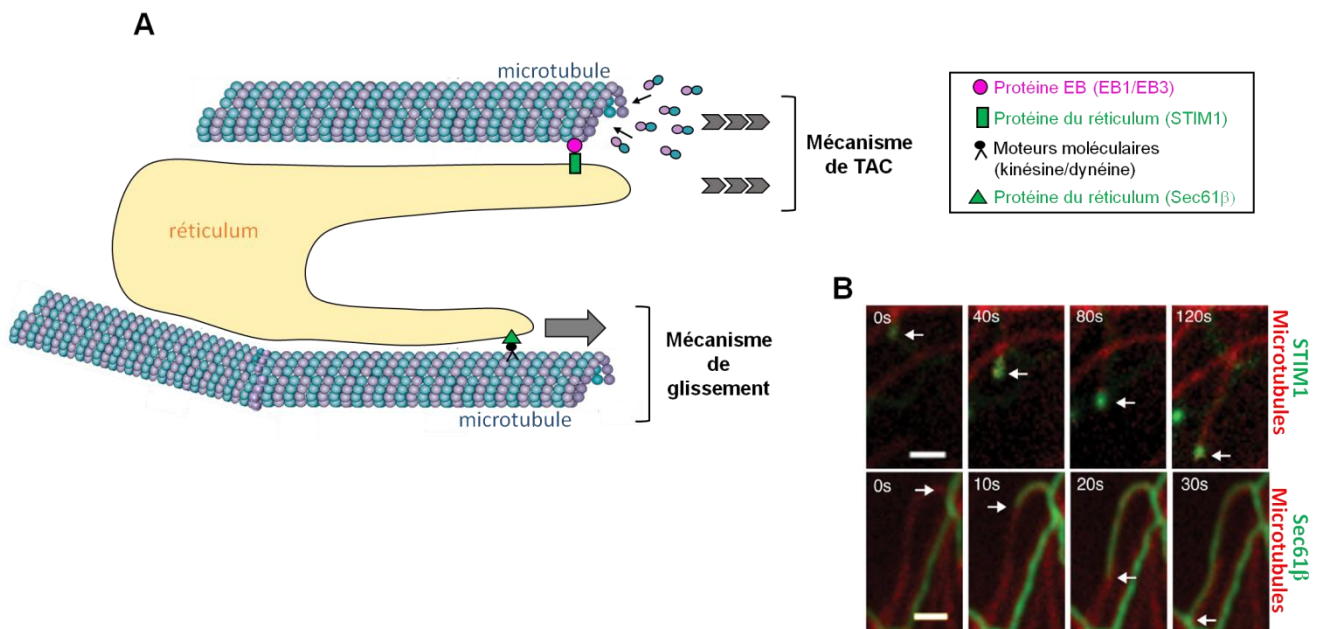 A
microtubule
Mécanisme
de TAC
réticulum
Mécanisme
de
glissement
microtubule
Protéine EB (EB1/EB3)
Protéine du réticulum (STIM1)
Moteurs moléculaires
(kinésine/dynéine)
Protéine du réticulum (Sec61β)
B
0s
40s
80s
120s
STIM1
Microtubules
0s
10s
20s
30s
Sec61β
Microtubules